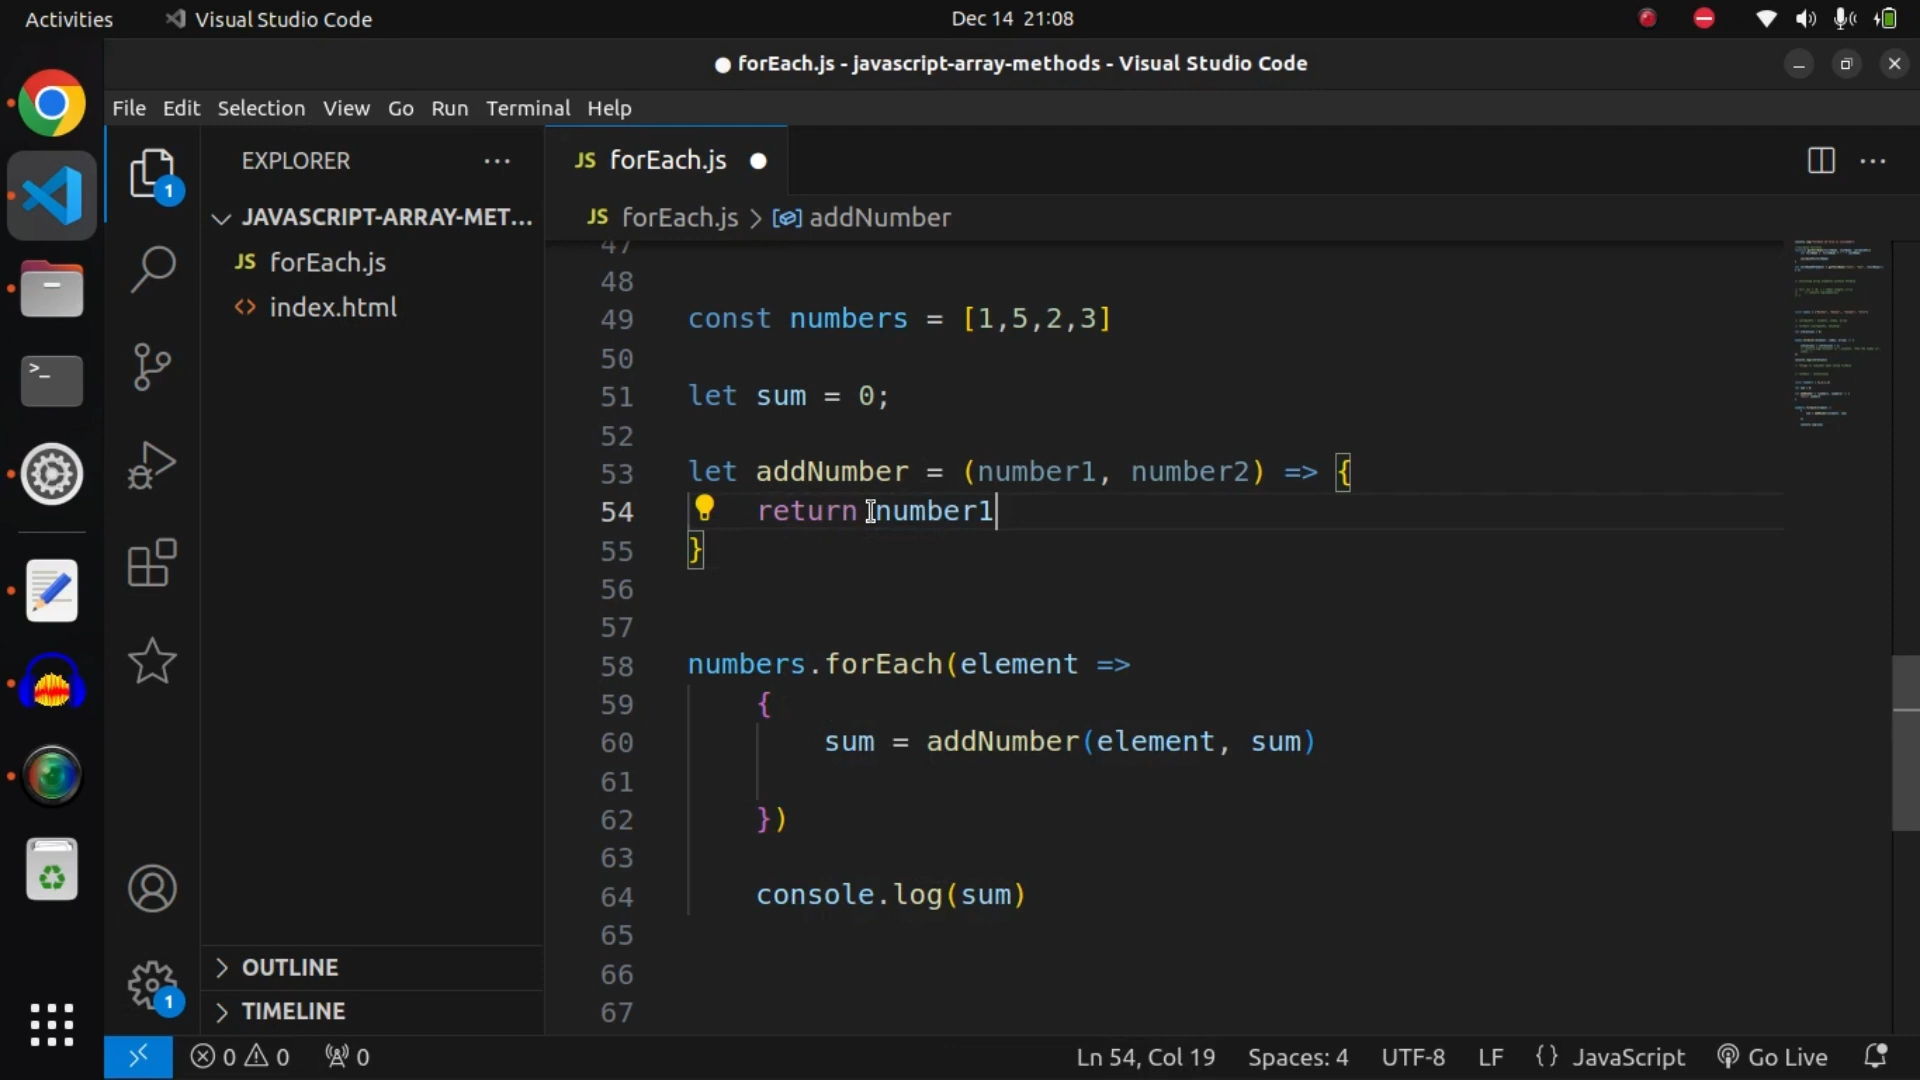 Activities
Visual Studio Code
Dec 14 21:08
● forEach.js - javascript-array-methods - Visual Studio Code
File Edit Selection View Go Run Terminal Help
EXPLORER
JS forEach.js
JAVASCRIPT-ARRAY-MET...
JS forEach.js
<> index.html
JS forEach.js > addNumber
47
48
49 const numbers = [1,5,2,3]
50
51 let sum = 0;
52
53 let addNumber = (number1, number2) => {
54 return number1
55 }
56
57
58 numbers.forEach(element =>
59 {
60 sum = addNumber(element, sum)
61
62 })
63
64 console.log(sum)
65
66
67
1
1
OUTLINE
TIMELINE
0 0 0
Ln 54, Col 19 Spaces: 4 UTF-8 LF {} JavaScript Go Live